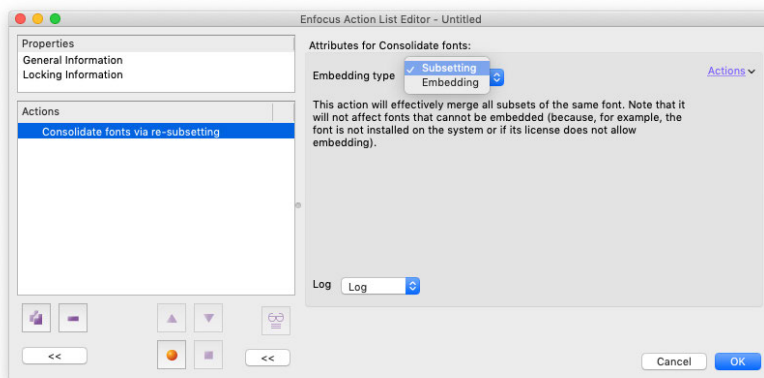 Enfocus Action List Editor - Untitled
Properties
General Information
Locking Information
Actions
Consolidate fonts via re-subsetting
<<
<<
Attributes for Consolidate fonts:
Embedding type
✓ Subsetting
Embedding
Actions
This action will effectively merge all subsets of the same font. Note that it
will not affect fonts that cannot be embedded (because, for example, the
font is not installed on the system or if its license does not allow
embedding).
Log Log
Cancel OK